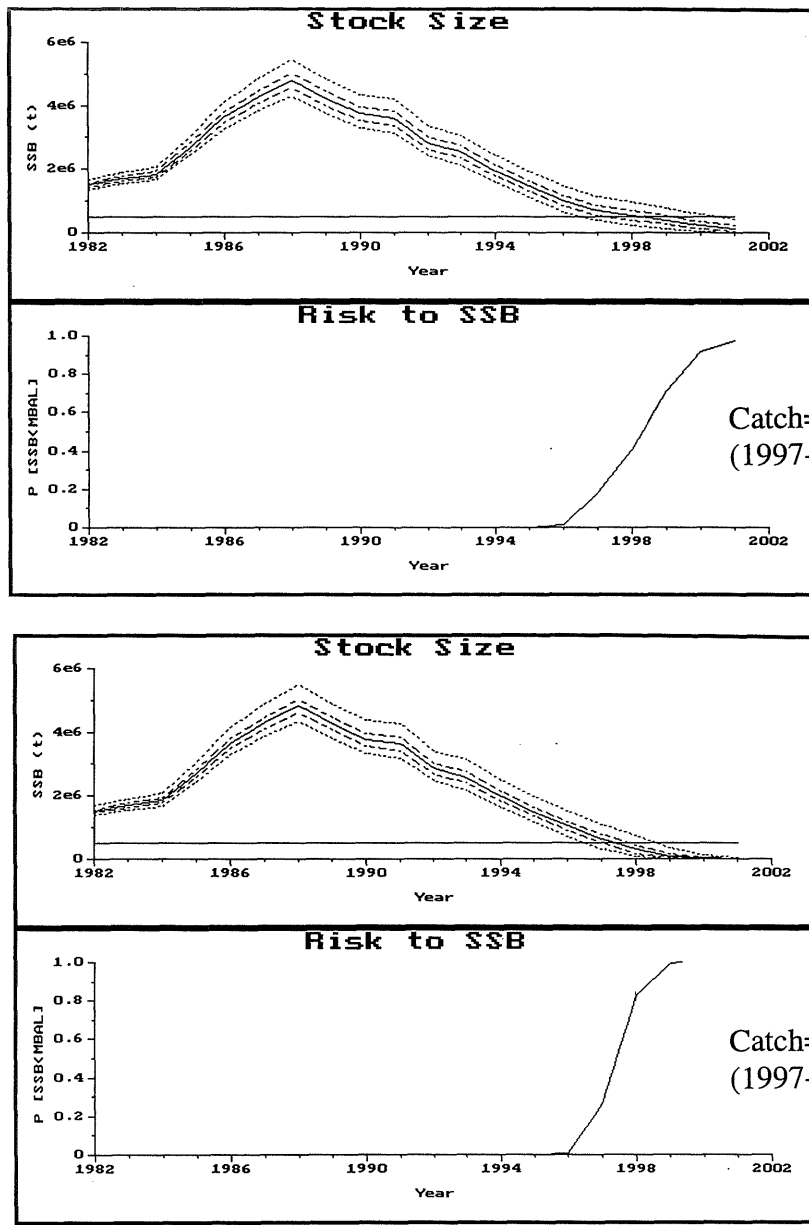 Stock Size
6e6
4e6
2e6
0
SSB (t)
1982 1986 1990 1994 1998 2002
Year
Risk to SSB
1.0
0.8
0.6
0.4
0.2
0
P [SSB<MBAL]
Catch=
(1997-
1982 1986 1990 1994 1998 2002
Year
Stock Size
6e6
4e6
2e6
0
SSB (t)
1982 1986 1990 1994 1998 2002
Year
Risk to SSB
1.0
0.8
0.6
0.4
0.2
0
P [SSB<MBAL]
Catch=
(1997-
1982 1986 1990 1994 1998 2002
Year